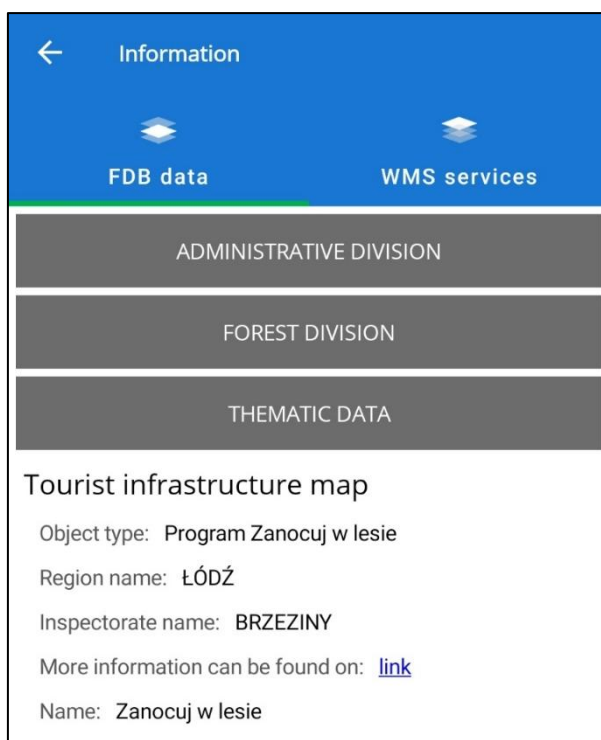 Information
FDB data
WMS services
ADMINISTRATIVE DIVISION
FOREST DIVISION
THEMATIC DATA
Tourist infrastructure map
Object type: Program Zanocuj w lesie
Region name: ŁÓDŹ
Inspectorate name: BRZEZINY
More information can be found on: link
Name: Zanocuj w lesie